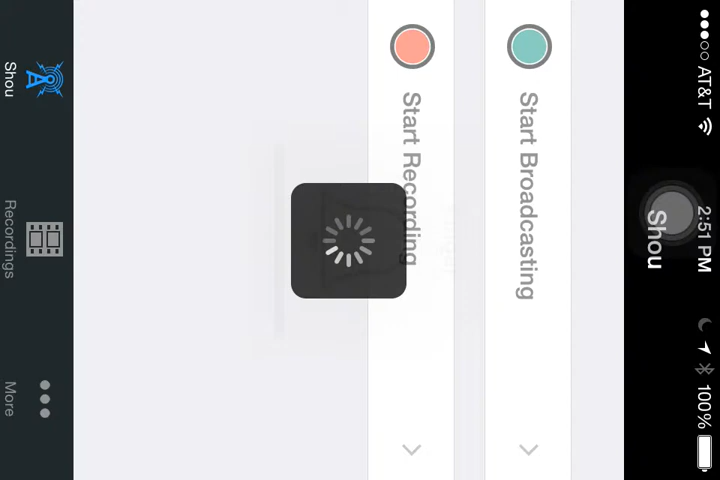 AT&T 2:51 PM 100%
Shou
Start Broadcasting
Start Recording
Shou Recordings More